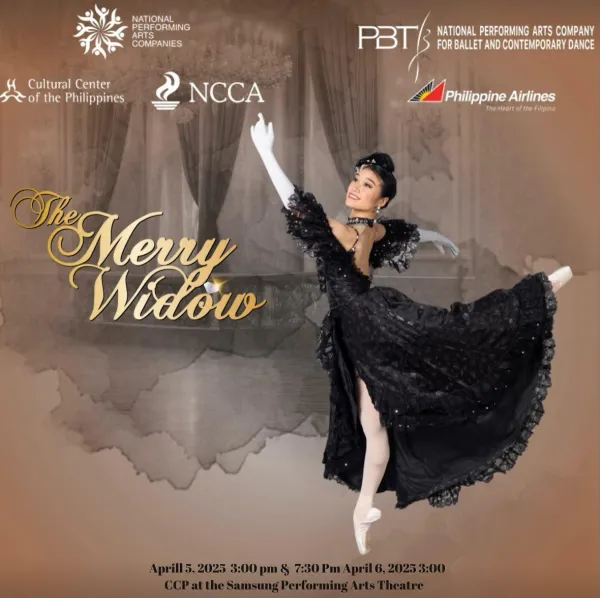 NATIONAL
PERFORMING
ARTS
COMPANIES
PBT
NATIONAL PERFORMING ARTS COMPANY
FOR BALLET AND CONTEMPORARY DANCE
Cultural Center
of the Philippines
NCCA
Philippine Airlines
The Heart of the Filipino
The
Merry
Widow
Aprill 5, 2025 3:00 pm & 7:30 Pm April 6, 2025 3:00
CCP at the Samsung Performing Arts Theatre